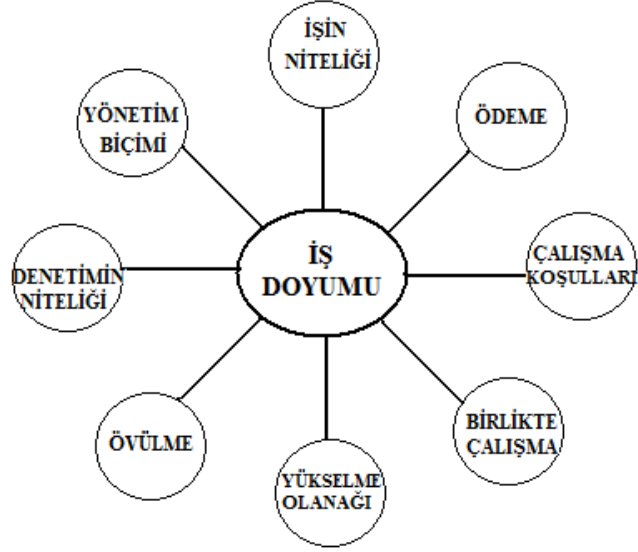 İŞİN
NİTELİĞİ
YÖNETİM
BİÇİMİ
ÖDEME
İŞ
DOYUMU
DENETİMİN
NİTELİĞİ
ÇALIŞMA
KOŞULLARI
ÖVÜLME
BİRLİKTE
ÇALIŞMA
YÜKSELME
OLANAĞI